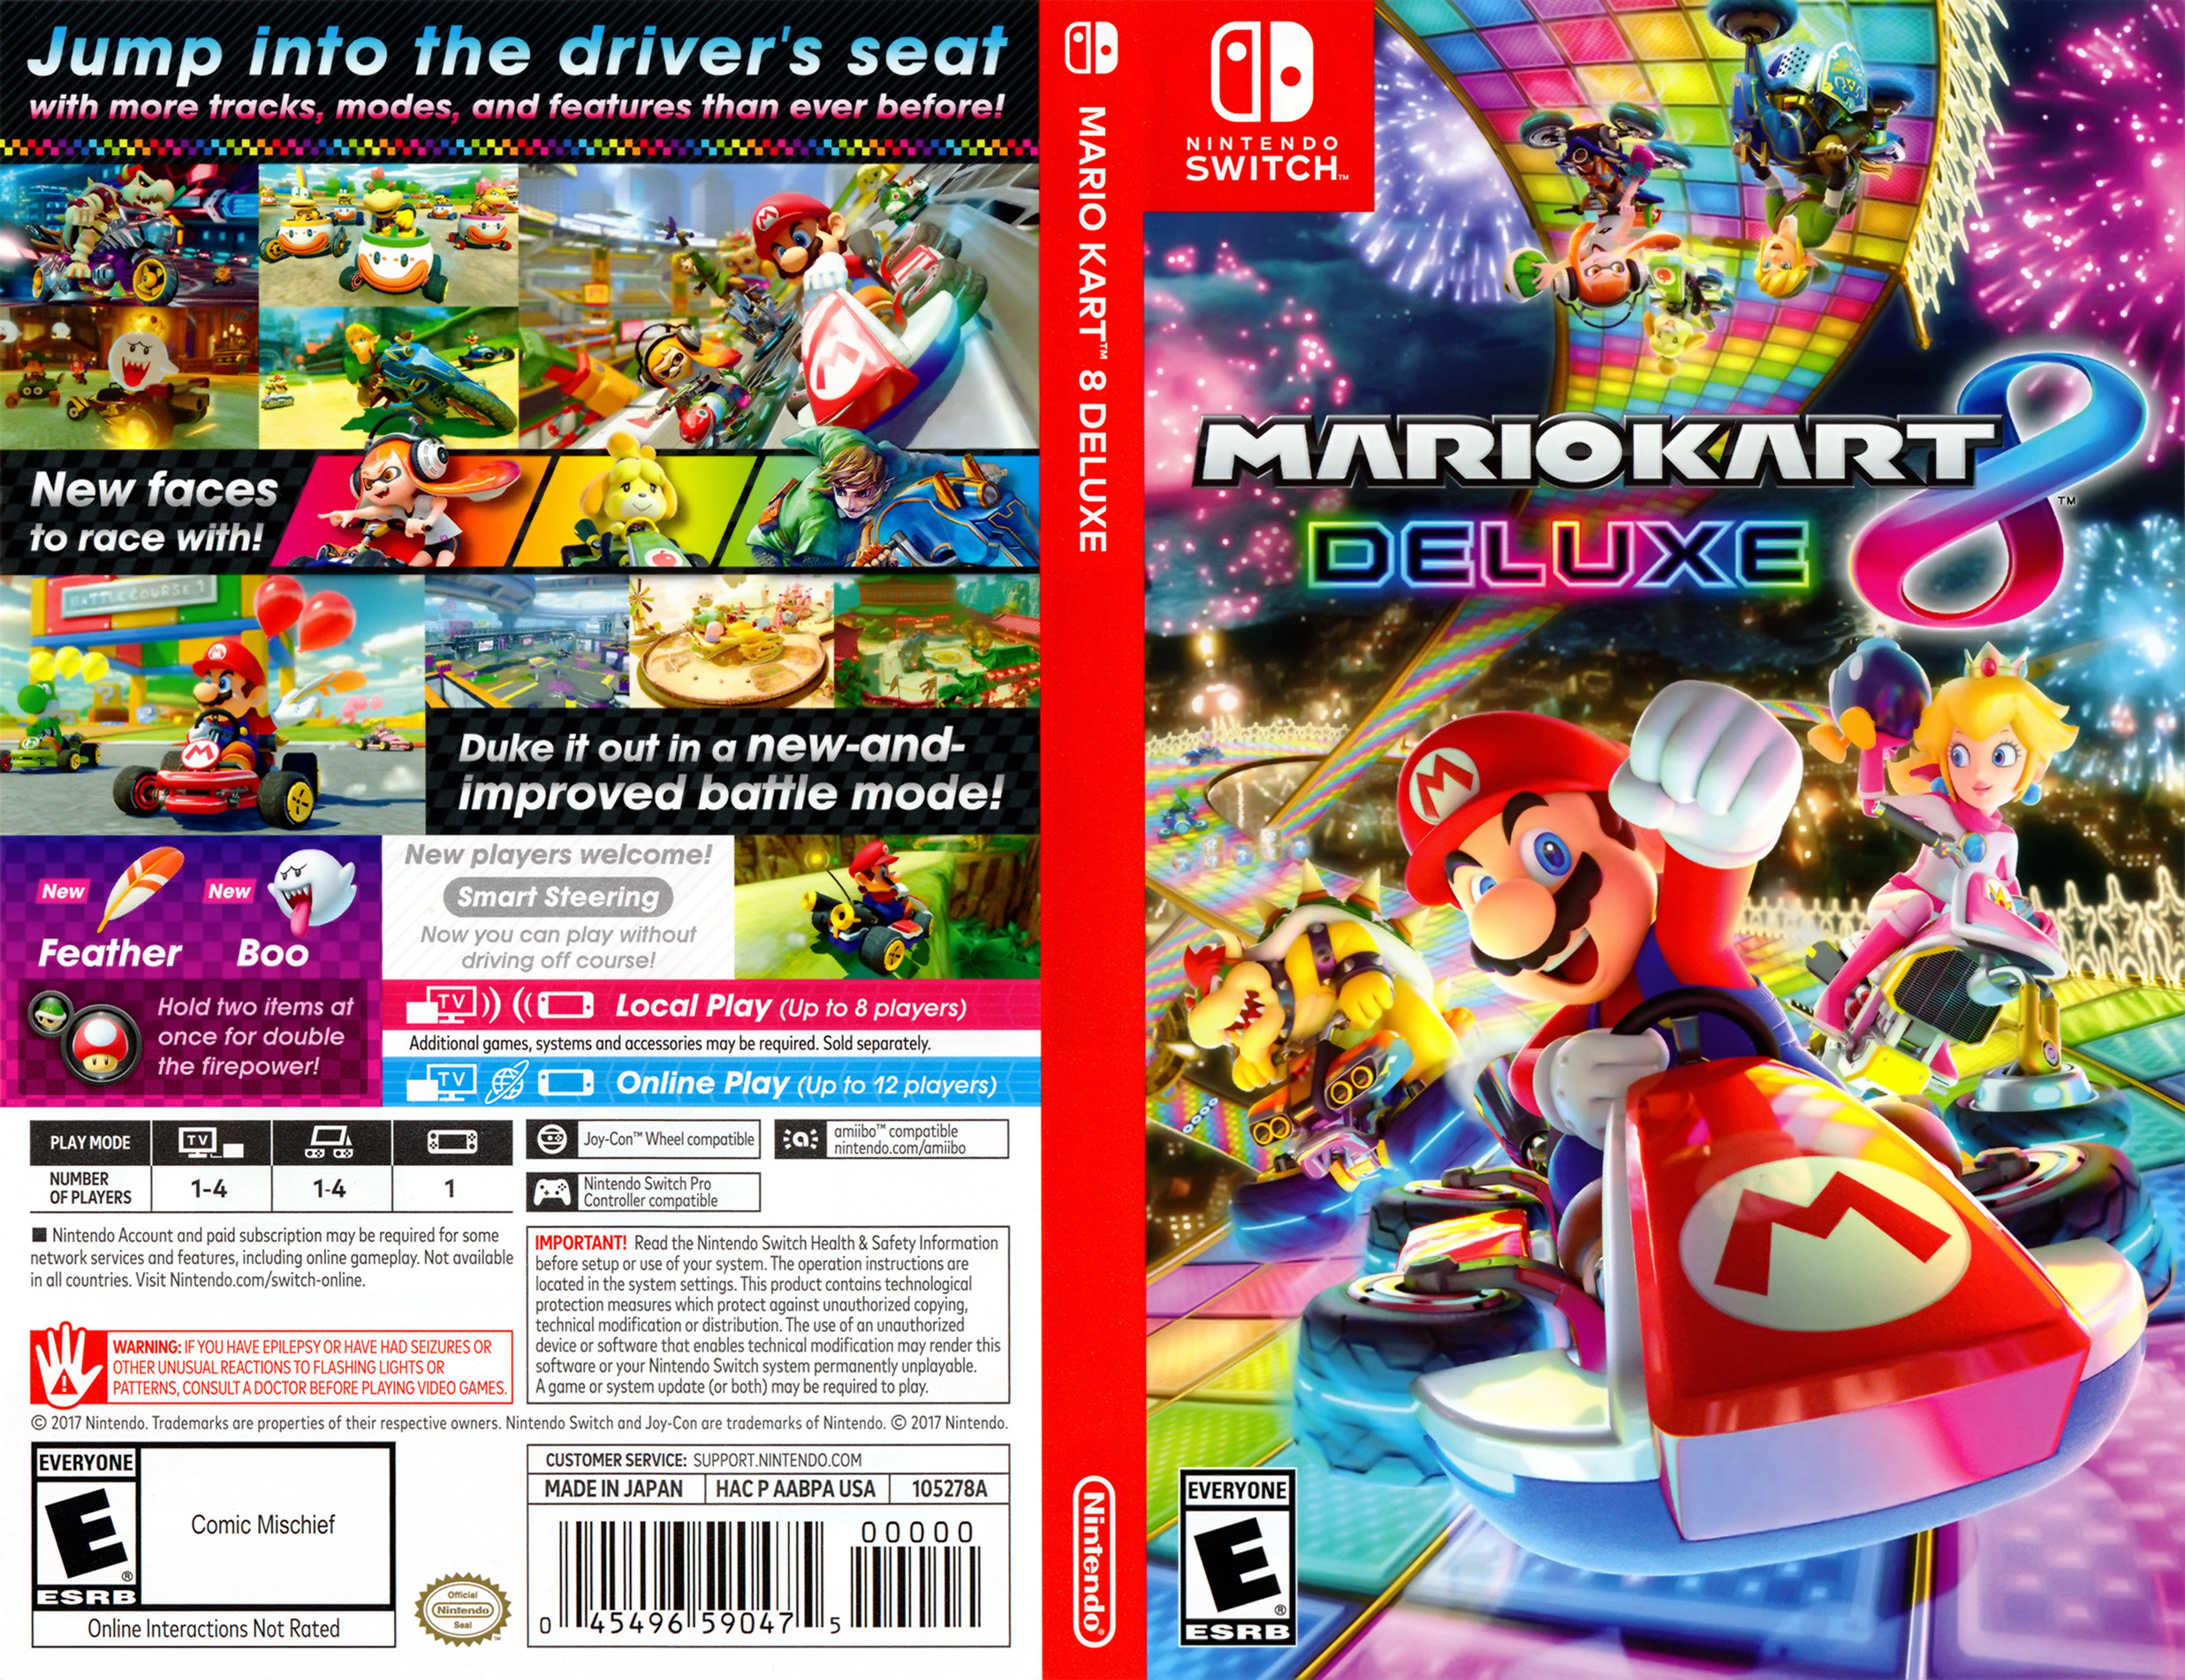 Jump into the driver's seat
with more tracks, modes, and features than ever before!
New faces
to race with!
BATTLE COURSE 1
Duke it out in a new-and-
improved battle mode!
New
Feather
New
Boo
Hold two items at
once for double
the firepower!
New players welcome!
Smart Steering
Now you can play without
driving off course!
TV
Local Play (Up to 8 players)
Additional games, systems and accessories may be required. Sold separately.
TV
Online Play (Up to 12 players)
PLAY MODE
TV
NUMBER
OF PLAYERS
1-4
1-4
1
Joy-Con™ Wheel compatible
amiibo™ compatible
nintendo.com/amiibo
Nintendo Switch Pro
Controller compatible
■ Nintendo Account and paid subscription may be required for some
network services and features, including online gameplay. Not available
in all countries. Visit Nintendo.com/switch-online.
WARNING: IF YOU HAVE EPILEPSY OR HAVE HAD SEIZURES OR
OTHER UNUSUAL REACTIONS TO FLASHING LIGHTS OR
PATTERNS, CONSULT A DOCTOR BEFORE PLAYING VIDEO GAMES.
IMPORTANT! Read the Nintendo Switch Health & Safety Information
before setup or use of your system. The operation instructions are
located in the system settings. This product contains technological
protection measures which protect against unauthorized copying,
technical modification or distribution. The use of an unauthorized
device or software that enables technical modification may render this
software or your Nintendo Switch system permanently unplayable.
A game or system update (or both) may be required to play.
© 2017 Nintendo. Trademarks are properties of their respective owners. Nintendo Switch and Joy-Con are trademarks of Nintendo. © 2017 Nintendo.
EVERYONE
E®
ESRB
Comic Mischief
Online Interactions Not Rated
Official
Nintendo
Seal
™
CUSTOMER SERVICE: SUPPORT.NINTENDO.COM
MADE IN JAPAN
HAC P AABPA USA
105278A
00000
0 45496 59047 5
MARIO KART™ 8 DELUXE
Nintendo®
NINTENDO
SWITCH™
MARIOKART 8™
DELUXE
M
M
EVERYONE
E®
ESRB